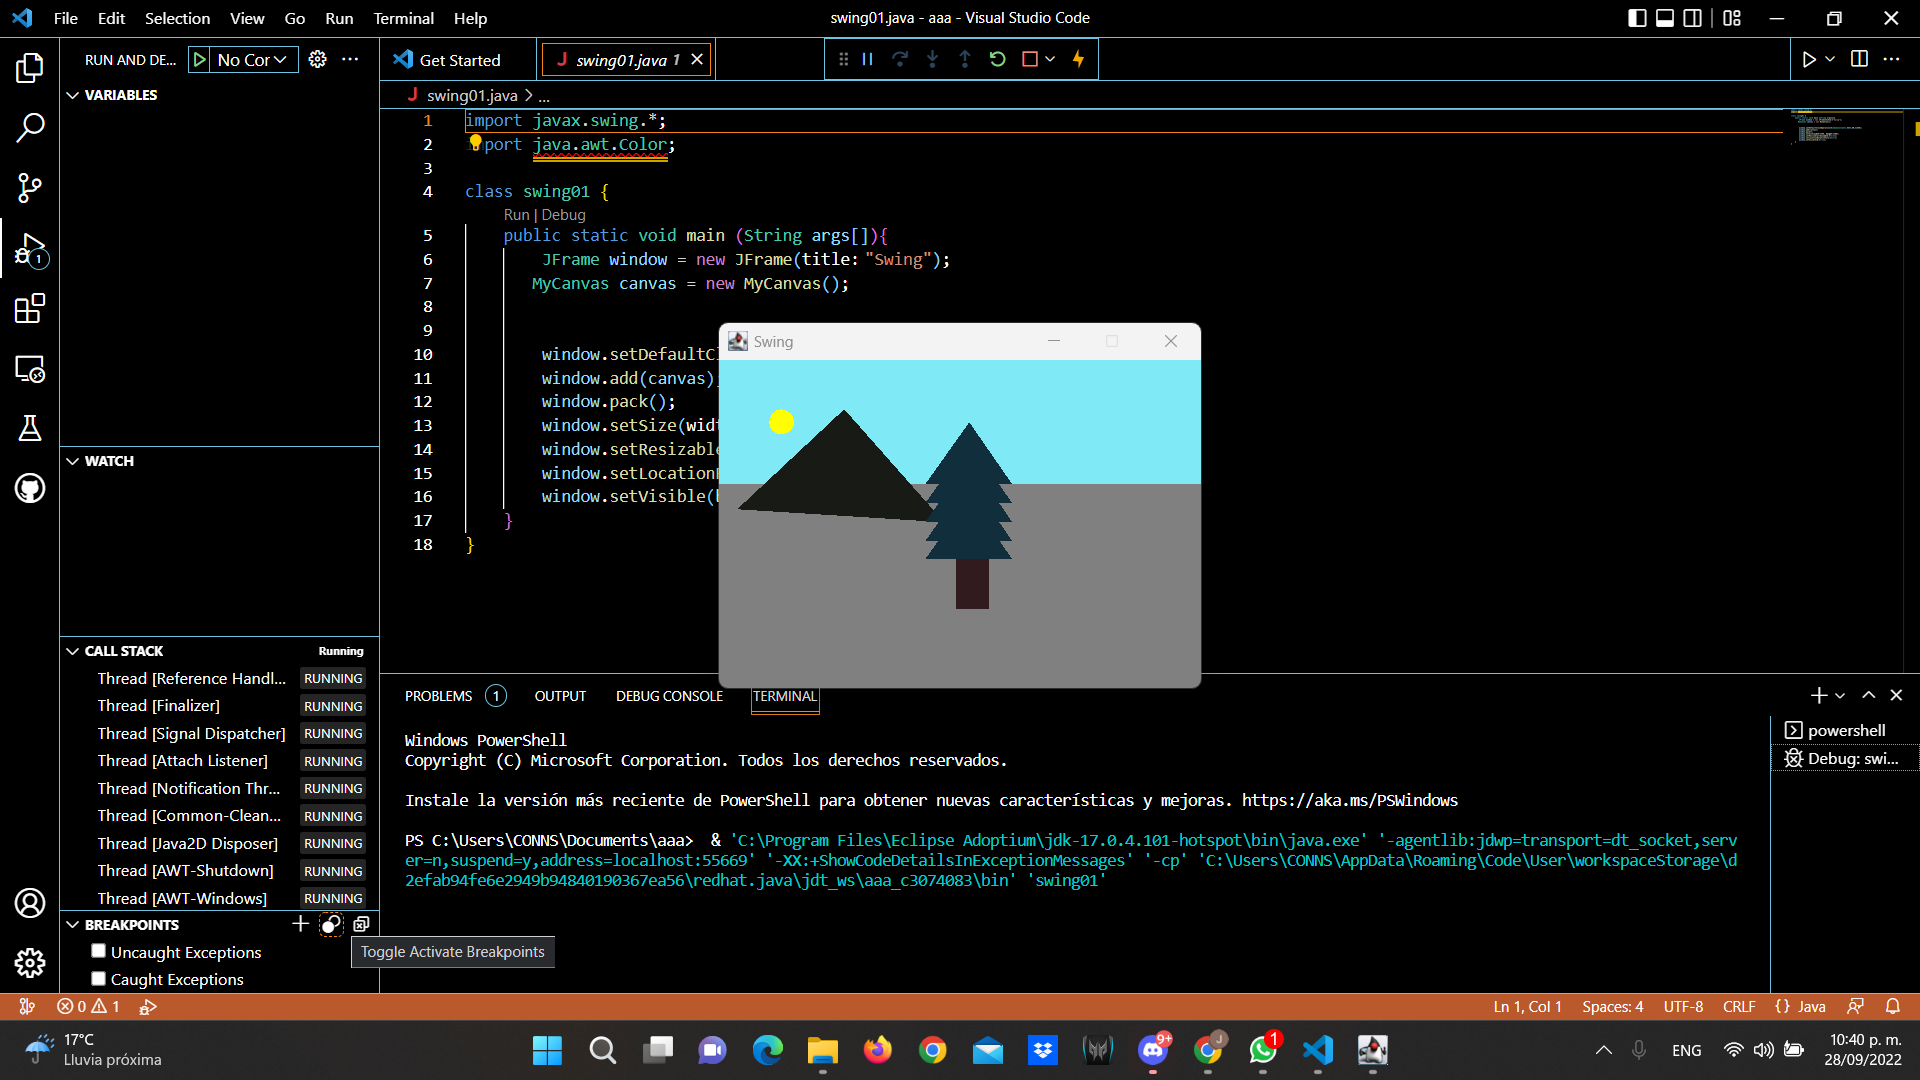 File Edit Selection View Go Run Terminal Help
swing01.java - aaa - Visual Studio Code
RUN AND DE... No Cor
Get Started
J swing01.java 1
J swing01.java > ...
VARIABLES
1 import javax.swing.*;
2 import java.awt.Color;
3
4 class swing01 {
Run | Debug
5 public static void main (String args[]){
6 JFrame window = new JFrame(title: "Swing");
7 MyCanvas canvas = new MyCanvas();
8
9
10 window.setDefaultCl
11 window.add(canvas)
12 window.pack();
13 window.setSize(widt
14 window.setResizable
15 window.setLocation
16 window.setVisible(
17 }
18 }
Swing
WATCH
CALL STACK Running
Thread [Reference Handl... RUNNING
Thread [Finalizer] RUNNING
Thread [Signal Dispatcher] RUNNING
Thread [Attach Listener] RUNNING
Thread [Notification Thr... RUNNING
Thread [Common-Clean... RUNNING
Thread [Java2D Disposer] RUNNING
Thread [AWT-Shutdown] RUNNING
Thread [AWT-Windows] RUNNING
BREAKPOINTS
Toggle Activate Breakpoints
Uncaught Exceptions
Caught Exceptions
1
PROBLEMS 1 OUTPUT DEBUG CONSOLE TERMINAL
Windows PowerShell
Copyright (C) Microsoft Corporation. Todos los derechos reservados.
Instale la versión más reciente de PowerShell para obtener nuevas características y mejoras. https://aka.ms/PSWindows
PS C:\Users\CONNS\Documents\aaa> & 'C:\Program Files\Eclipse Adoptium\jdk-17.0.4.101-hotspot\bin\java.exe' '-agentlib:jdwp=transport=dt_socket,serv
er=n,suspend=y,address=localhost:55669' '-XX:+ShowCodeDetailsInExceptionMessages' '-cp' 'C:\Users\CONNS\AppData\Roaming\Code\User\workspaceStorage\d
2efab94fe6e2949b94840190367ea56\redhat.java\jdt_ws\aaa_c3074083\bin' 'swing01'
powershell
Debug: swi...
0 1
Ln 1, Col 1 Spaces: 4 UTF-8 CRLF {} Java
17°C
Lluvia próxima
9+
J
1
ENG
10:40 p. m.
28/09/2022